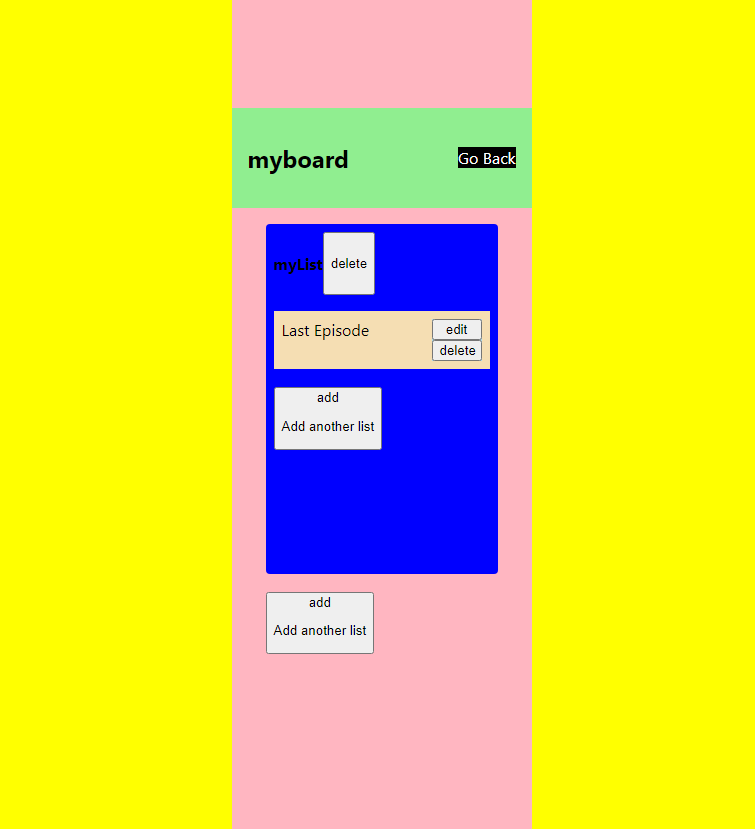 myboard
Go Back
myList
delete
Last Episode
edit
delete
add
Add another list
add
Add another list